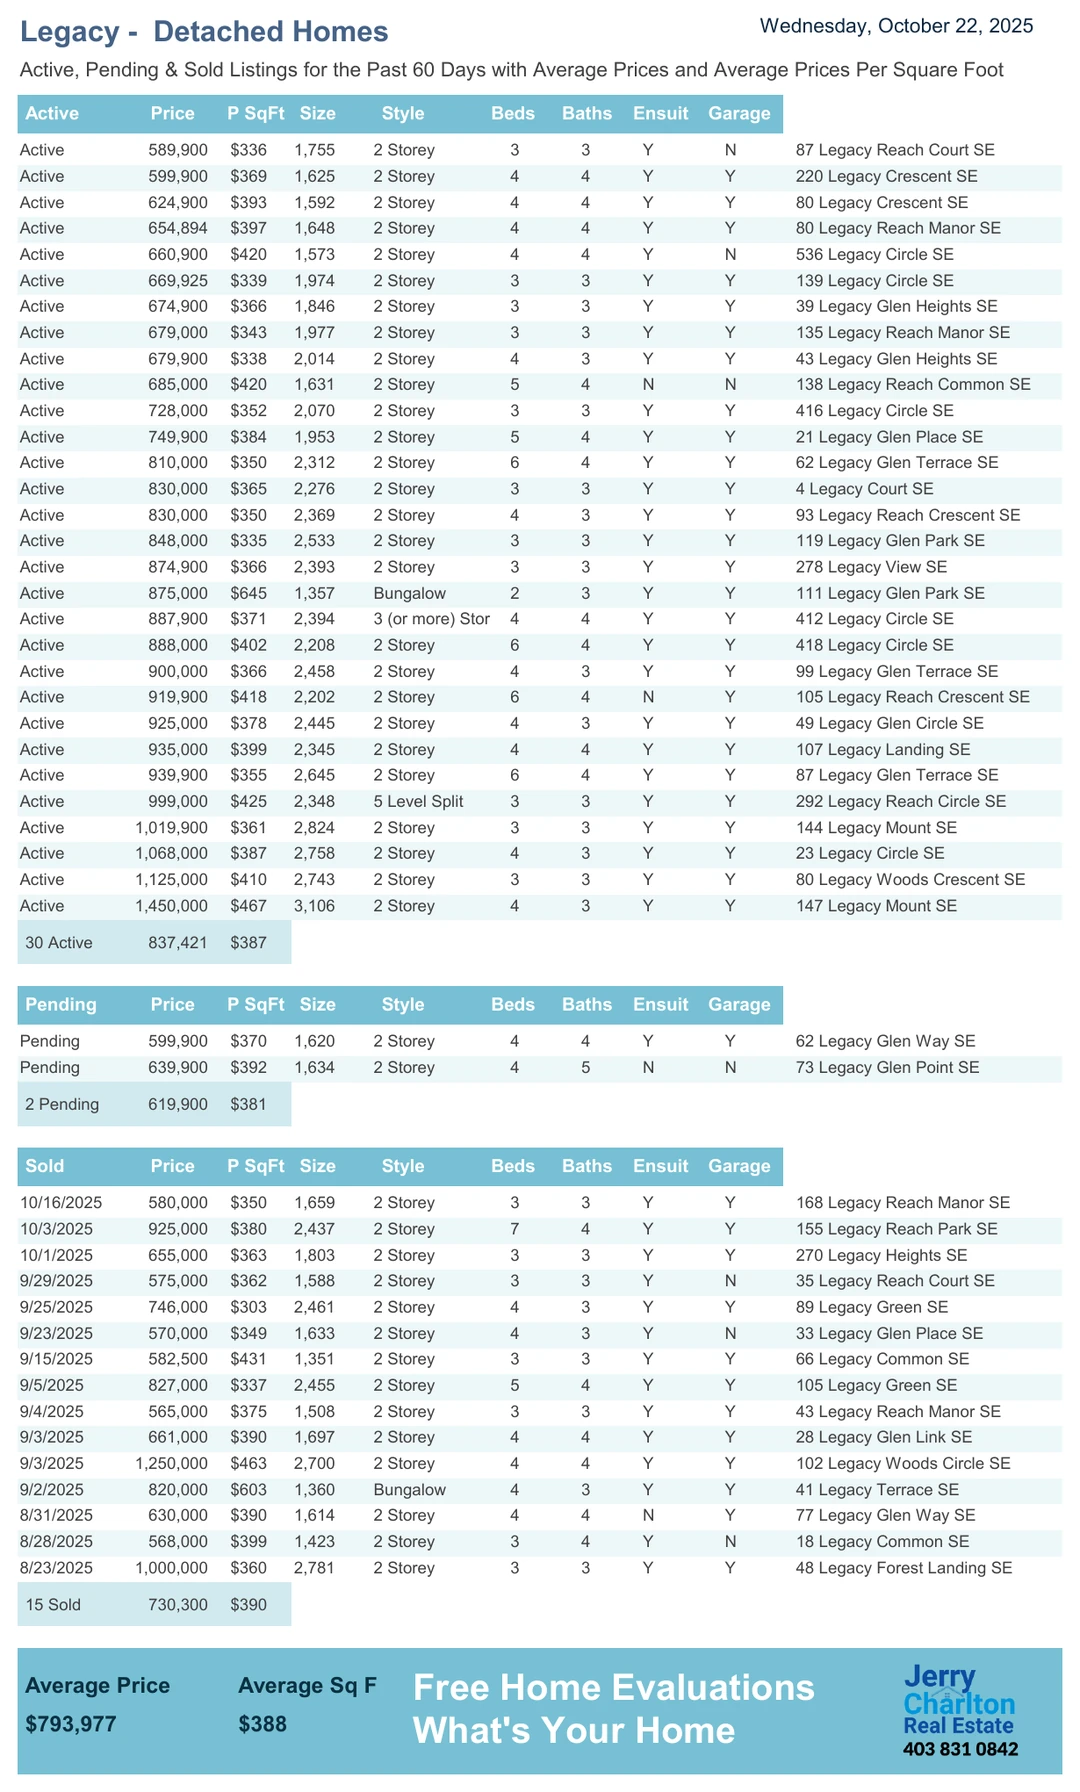 Legacy -  Detached Homes
Wednesday, October 22, 2025
Active, Pending & Sold Listings for the Past 60 Days with Average Prices and Average Prices Per Square Foot
Active Price P SqFt Size Style Beds Baths Ensuit Garage
Active 589,900 $336 1,755 2 Storey 3 3 Y N 87 Legacy Reach Court SE
Active 599,900 $369 1,625 2 Storey 4 4 Y Y 220 Legacy Crescent SE
Active 624,900 $393 1,592 2 Storey 4 4 Y Y 80 Legacy Crescent SE
Active 654,894 $397 1,648 2 Storey 4 4 Y Y 80 Legacy Reach Manor SE
Active 660,900 $420 1,573 2 Storey 4 4 Y N 536 Legacy Circle SE
Active 669,925 $339 1,974 2 Storey 3 3 Y Y 139 Legacy Circle SE
Active 674,900 $366 1,846 2 Storey 3 3 Y Y 39 Legacy Glen Heights SE
Active 679,000 $343 1,977 2 Storey 3 3 Y Y 135 Legacy Reach Manor SE
Active 679,900 $338 2,014 2 Storey 4 3 Y Y 43 Legacy Glen Heights SE
Active 685,000 $420 1,631 2 Storey 5 4 N N 138 Legacy Reach Common SE
Active 728,000 $352 2,070 2 Storey 3 3 Y Y 416 Legacy Circle SE
Active 749,900 $384 1,953 2 Storey 5 4 Y Y 21 Legacy Glen Place SE
Active 810,000 $350 2,312 2 Storey 6 4 Y Y 62 Legacy Glen Terrace SE
Active 830,000 $365 2,276 2 Storey 3 3 Y Y 4 Legacy Court SE
Active 830,000 $350 2,369 2 Storey 4 3 Y Y 93 Legacy Reach Crescent SE
Active 848,000 $335 2,533 2 Storey 3 3 Y Y 119 Legacy Glen Park SE
Active 874,900 $366 2,393 2 Storey 3 3 Y Y 278 Legacy View SE
Active 875,000 $645 1,357 Bungalow 2 3 Y Y 111 Legacy Glen Park SE
Active 887,900 $371 2,394 3 (or more) Stor 4 4 Y Y 412 Legacy Circle SE
Active 888,000 $402 2,208 2 Storey 6 4 Y Y 418 Legacy Circle SE
Active 900,000 $366 2,458 2 Storey 4 3 Y Y 99 Legacy Glen Terrace SE
Active 919,900 $418 2,202 2 Storey 6 4 N Y 105 Legacy Reach Crescent SE
Active 925,000 $378 2,445 2 Storey 4 3 Y Y 49 Legacy Glen Circle SE
Active 935,000 $399 2,345 2 Storey 4 4 Y Y 107 Legacy Landing SE
Active 939,900 $355 2,645 2 Storey 6 4 Y Y 87 Legacy Glen Terrace SE
Active 999,000 $425 2,348 5 Level Split 3 3 Y Y 292 Legacy Reach Circle SE
Active 1,019,900 $361 2,824 2 Storey 3 3 Y Y 144 Legacy Mount SE
Active 1,068,000 $387 2,758 2 Storey 4 3 Y Y 23 Legacy Circle SE
Active 1,125,000 $410 2,743 2 Storey 3 3 Y Y 80 Legacy Woods Crescent SE
Active 1,450,000 $467 3,106 2 Storey 4 3 Y Y 147 Legacy Mount SE
30 Active 837,421 $387
Pending Price P SqFt Size Style Beds Baths Ensuit Garage
Pending 599,900 $370 1,620 2 Storey 4 4 Y Y 62 Legacy Glen Way SE
Pending 639,900 $392 1,634 2 Storey 4 5 N N 73 Legacy Glen Point SE
2 Pending 619,900 $381
Sold Price P SqFt Size Style Beds Baths Ensuit Garage
10/16/2025 580,000 $350 1,659 2 Storey 3 3 Y Y 168 Legacy Reach Manor SE
10/3/2025 925,000 $380 2,437 2 Storey 7 4 Y Y 155 Legacy Reach Park SE
10/1/2025 655,000 $363 1,803 2 Storey 3 3 Y Y 270 Legacy Heights SE
9/29/2025 575,000 $362 1,588 2 Storey 3 3 Y N 35 Legacy Reach Court SE
9/25/2025 746,000 $303 2,461 2 Storey 4 3 Y Y 89 Legacy Green SE
9/23/2025 570,000 $349 1,633 2 Storey 4 3 Y N 33 Legacy Glen Place SE
9/15/2025 582,500 $431 1,351 2 Storey 3 3 Y Y 66 Legacy Common SE
9/5/2025 827,000 $337 2,455 2 Storey 5 4 Y Y 105 Legacy Green SE
9/4/2025 565,000 $375 1,508 2 Storey 3 3 Y Y 43 Legacy Reach Manor SE
9/3/2025 661,000 $390 1,697 2 Storey 4 4 Y Y 28 Legacy Glen Link SE
9/3/2025 1,250,000 $463 2,700 2 Storey 4 4 Y Y 102 Legacy Woods Circle SE
9/2/2025 820,000 $603 1,360 Bungalow 4 3 Y Y 41 Legacy Terrace SE
8/31/2025 630,000 $390 1,614 2 Storey 4 4 N Y 77 Legacy Glen Way SE
8/28/2025 568,000 $399 1,423 2 Storey 3 4 Y N 18 Legacy Common SE
8/23/2025 1,000,000 $360 2,781 2 Storey 3 3 Y Y 48 Legacy Forest Landing SE
15 Sold 730,300 $390
Average Price Average Sq F
$793,977 $388
Free Home Evaluations
What's Your Home
Jerry
Charlton
Real Estate
403 831 0842